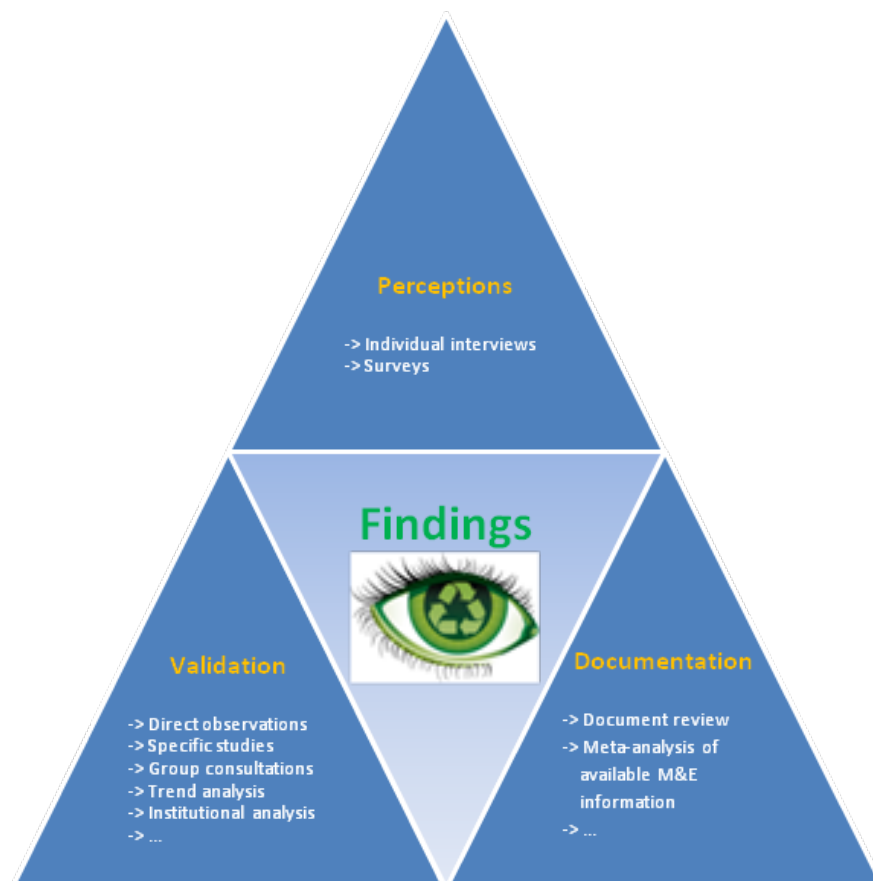 Perceptions
-> Individual interviews
-> Surveys
Findings
Validation
-> Direct observations
-> Specific studies
-> Group consultations
-> Trend analysis
-> Institutional analysis
-> ...
Documentation
-> Document review
-> Meta-analysis of
available M&E
information
-> ...